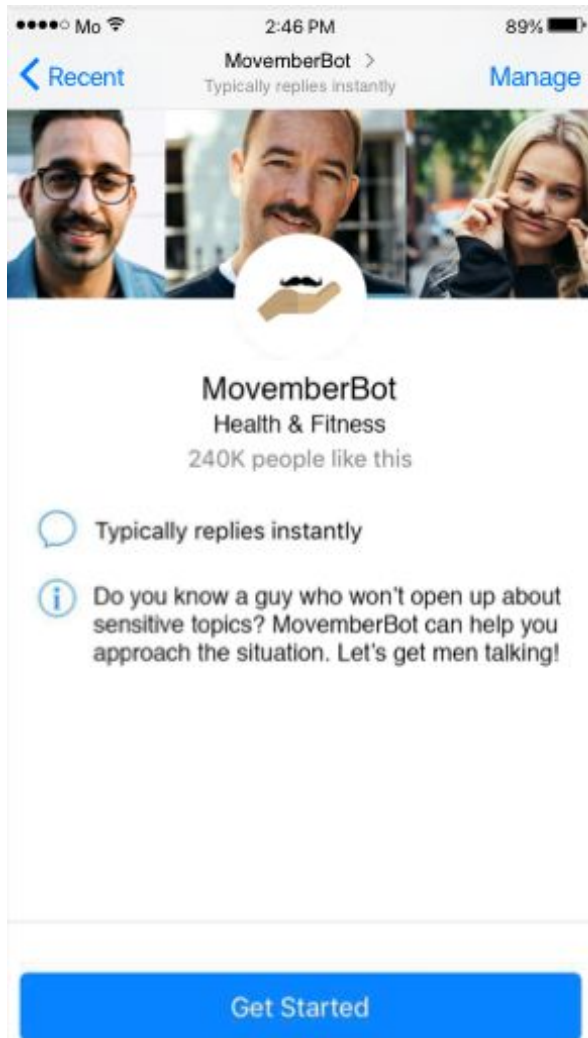 Mo 2:46 PM 89%
Recent MovemberBot > Manage
Typically replies instantly
MovemberBot
Health & Fitness
240K people like this
Typically replies instantly
Do you know a guy who won't open up about
sensitive topics? MovemberBot can help you
approach the situation. Let's get men talking!
Get Started